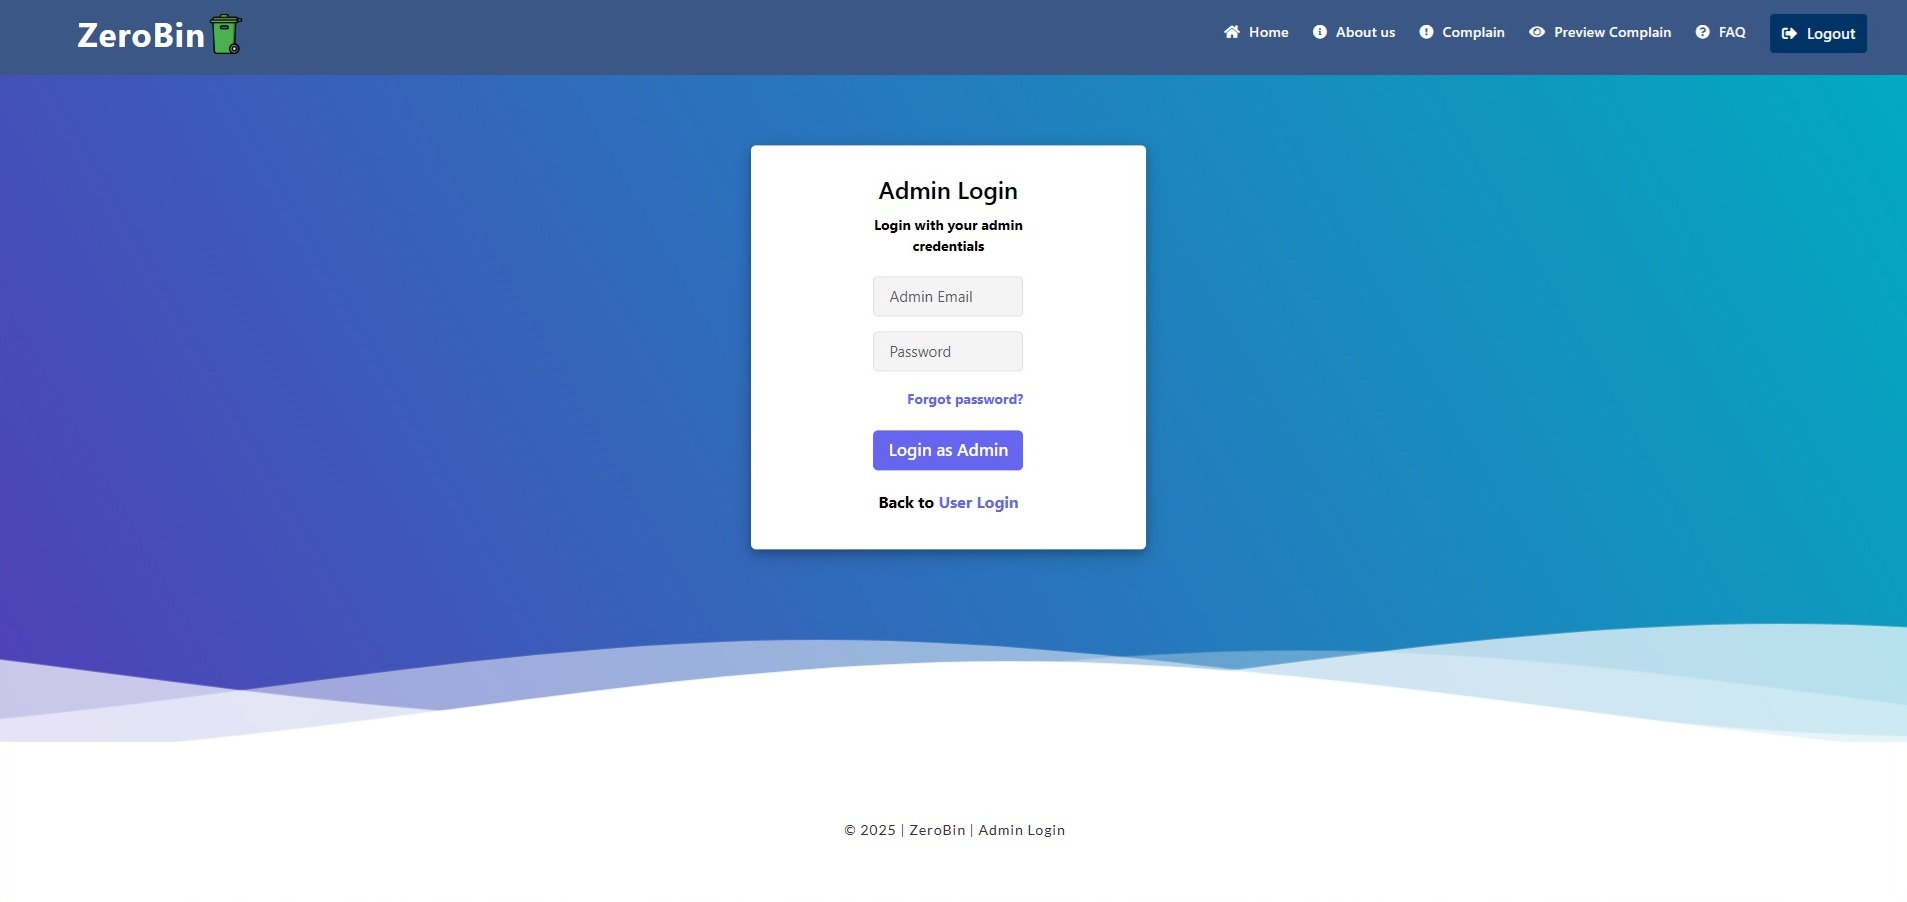 ZeroBin
Home About us Complain Preview Complain FAQ Logout
Admin Login
Login with your admin
credentials
Admin Email
Password
Forgot password?
Login as Admin
Back to User Login
© 2025 | ZeroBin | Admin Login